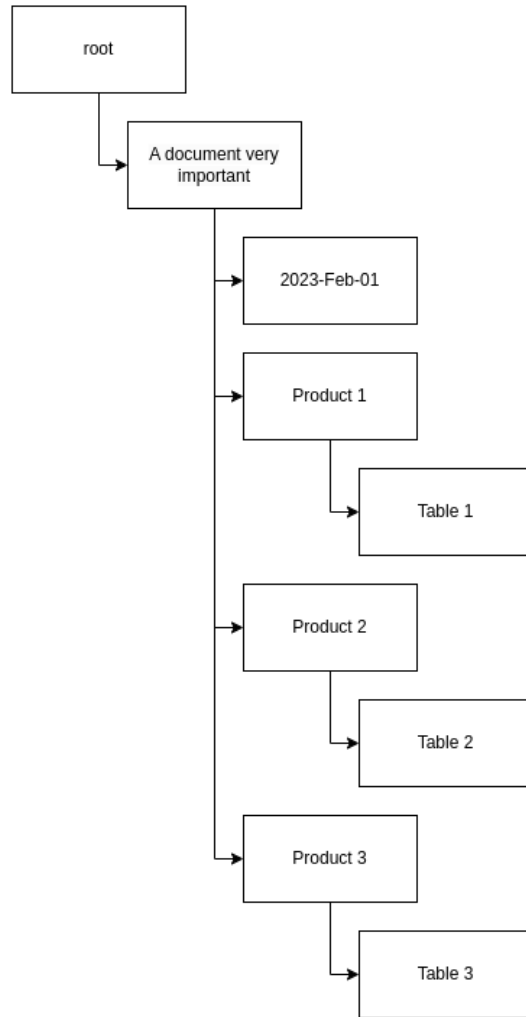 root
A document very
important
2023-Feb-01
Product 1
Table 1
Product 2
Table 2
Product 3
Table 3